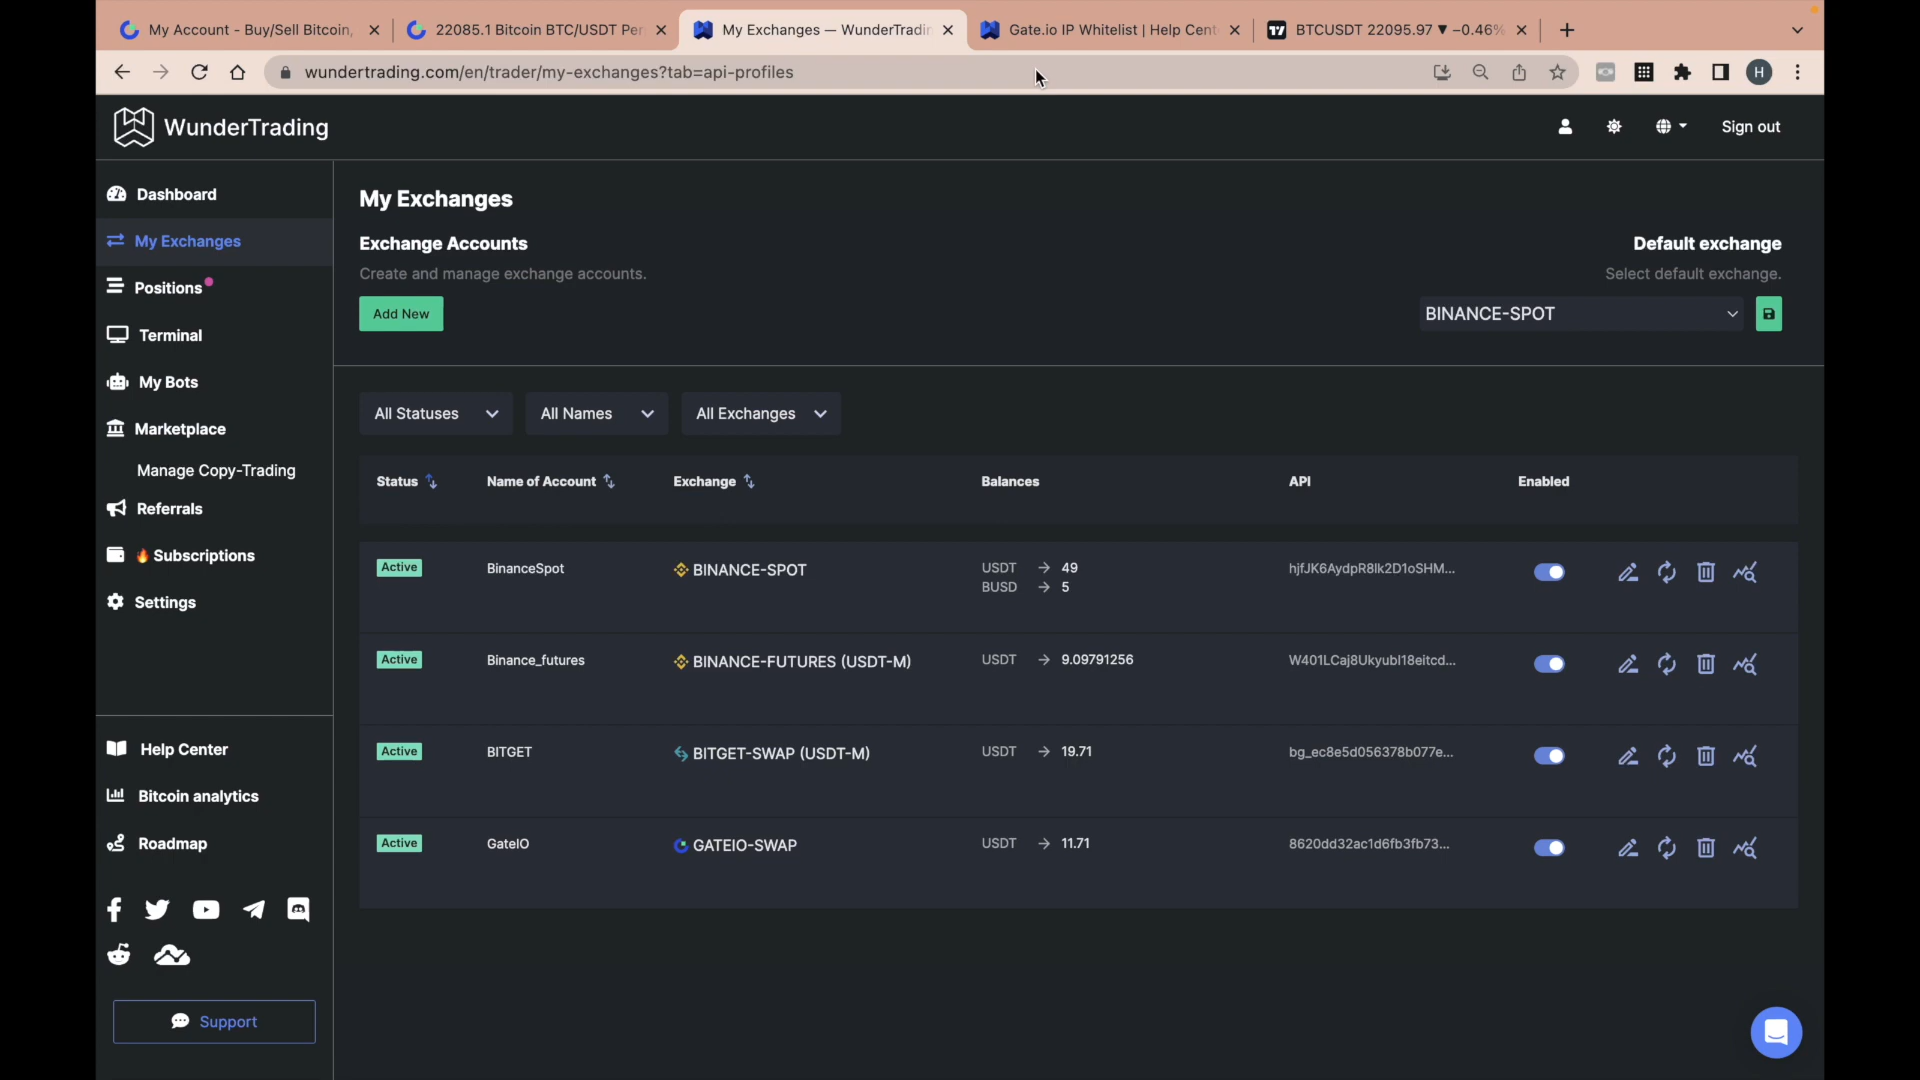 My Account - Buy/Sell Bitcoin,
22085.1 Bitcoin BTC/USDT Per
My Exchanges — WunderTradin
Gate.io IP Whitelist | Help Cent
BTCUSDT 22095.97 ▼ −0.46%
wundertrading.com/en/trader/my-exchanges?tab=api-profiles
H
WunderTrading
Sign out
Dashboard
My Exchanges
Positions
Terminal
My Bots
Marketplace
Manage Copy-Trading
Referrals
Subscriptions
Settings
Help Center
Bitcoin analytics
Roadmap
Support
My Exchanges
Exchange Accounts
Create and manage exchange accounts.
Add New
Default exchange
Select default exchange.
BINANCE-SPOT
All Statuses All Names All Exchanges
Status Name of Account Exchange Balances API Enabled
Active BinanceSpot BINANCE-SPOT USDT → 49 hjfJK6AydpR8lk2D1oSHM...
BUSD → 5
Active Binance_futures BINANCE-FUTURES (USDT-M) USDT → 9.09791256 W401LCaj8Ukyubl18eitcd...
Active BITGET BITGET-SWAP (USDT-M) USDT → 19.71 bg_ec8e5d056378b077e...
Active GateIO GATEIO-SWAP USDT → 11.71 8620dd32ac1d6fb3fb73...